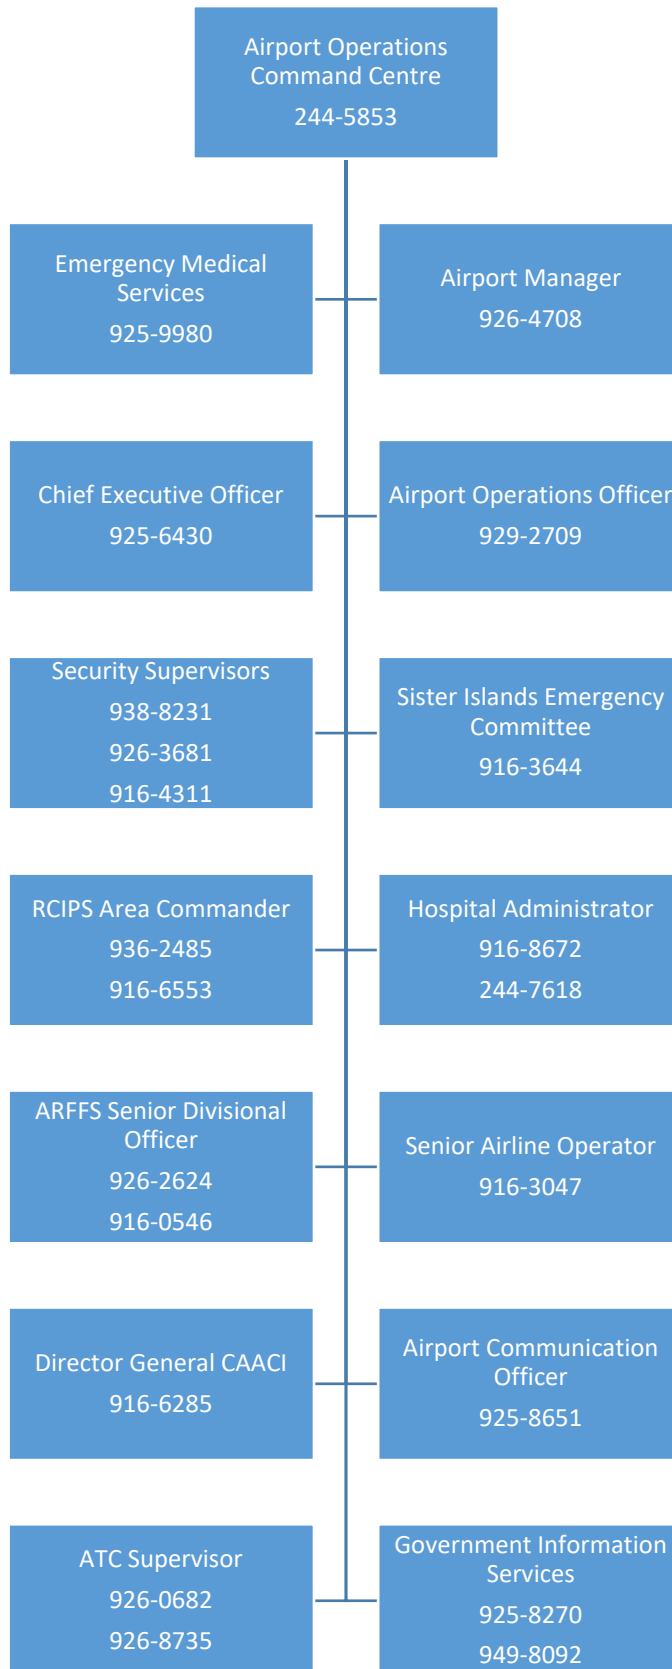 Airport Operations
Command Centre
244-5853
Emergency Medical
Services
925-9980
Airport Manager
926-4708
Chief Executive Officer
925-6430
Airport Operations Officer
929-2709
Security Supervisors
938-8231
926-3681
916-4311
Sister Islands Emergency
Committee
916-3644
RCIPS Area Commander
936-2485
916-6553
Hospital Administrator
916-8672
244-7618
ARFFS Senior Divisional
Officer
926-2624
916-0546
Senior Airline Operator
916-3047
Director General CAACI
916-6285
Airport Communication
Officer
925-8651
ATC Supervisor
926-0682
926-8735
Government Information
Services
925-8270
949-8092